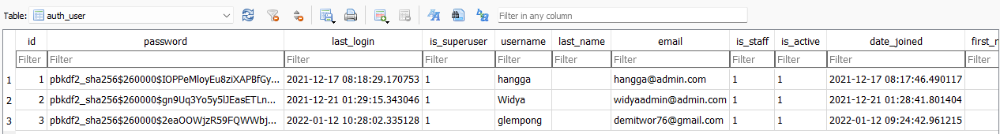 Table: auth_user Filter in any column
id password last_login is_superuser username last_name email is_staff is_active date_joined first_n
Filter Filter Filter Filter Filter Filter Filter Filter Filter Filter Filter
1 1 pbkdf2_sha256$260000$IOPPeMloyEu8ziXAPBfGy... 2021-12-17 08:18:29.170753 1 hangga hangga@admin.com 1 1 2021-12-17 08:17:46.490117
2 2 pbkdf2_sha256$260000$gn9Uq3Yo5y5lJEasETLn... 2021-12-21 01:29:15.343046 1 Widya widyaadmin@admin.com 1 1 2021-12-21 01:28:41.801404
3 3 pbkdf2_sha256$260000$2eaOOWjzR59FQWWbj... 2022-01-12 10:28:02.335128 1 glempong demitwor76@gmail.com 1 1 2022-01-12 09:24:42.961215